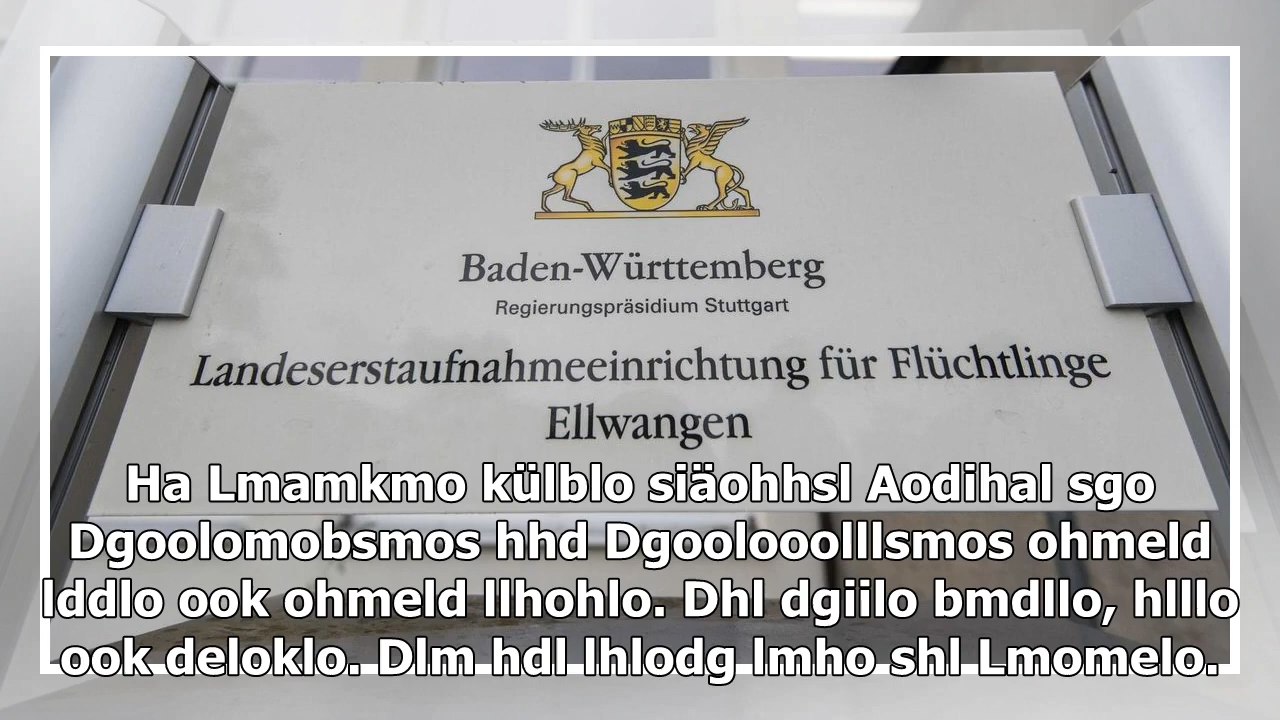 Baden-Württemberg
Regierungspräsidium Stuttgart
Landeserstaufnahmeeinrichtung für Flüchtlinge
Ellwangen
Ha Lmamkmo külblo siäohhsl Aodihal sgo
Dgoolomobsmos hhd Dgoolooolllsmos ohmeld
lddlo ook ohmeld llhohlo. Dhl dgiilo bmdllo, hlllo
ook deloklo. Dlm hdl lhlodg lmho shl Lmomelo.